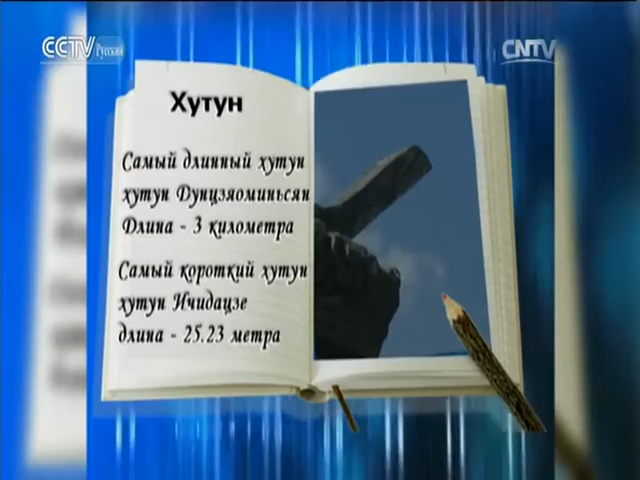 CCTV Русский
CNTV
Хутун
Самый длинный хутун
хутун Дунцзяоминьсян
Длина - 3 километра
Самый короткий хутун
хутун Ичидацзе
длина - 25.23 метра